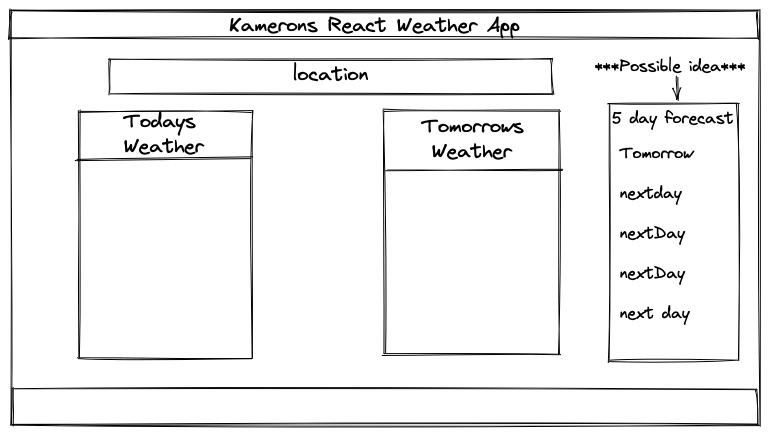 Kamerons React Weather App
location
***Possible idea***
Todays
Weather
Tomorrows
Weather
5 day forecast
Tomorrow
nextday
nextDay
nextDay
next day